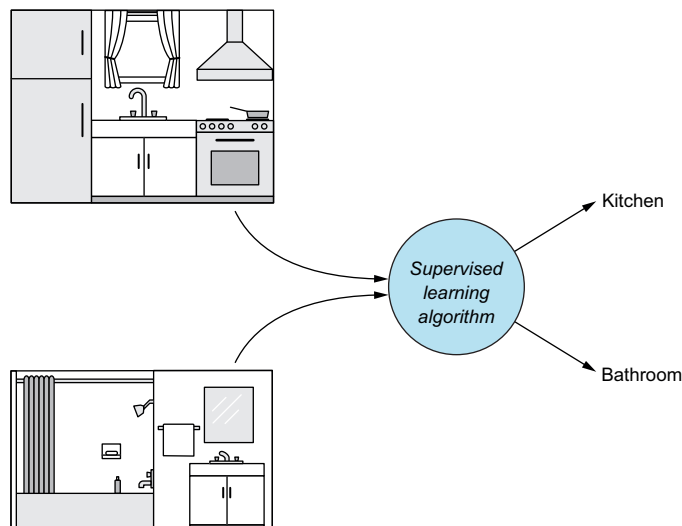 Kitchen
Supervised
learning
algorithm
Bathroom